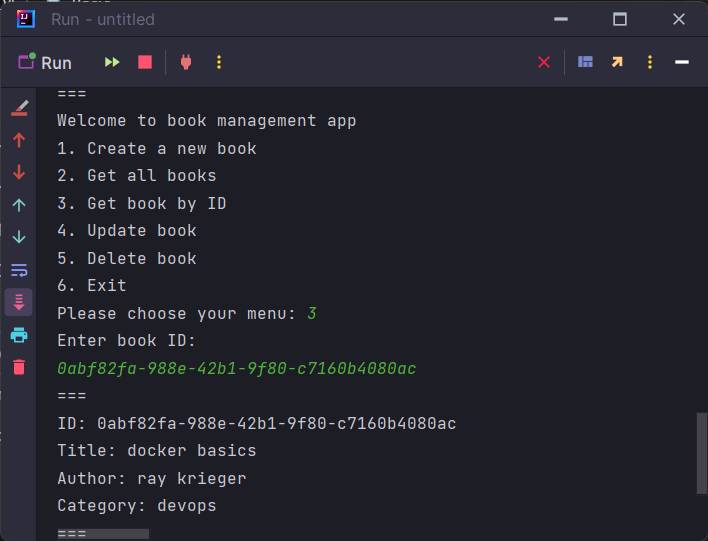 Run - untitled
Run
===
Welcome to book management app
1. Create a new book
2. Get all books
3. Get book by ID
4. Update book
5. Delete book
6. Exit
Please choose your menu: 3
Enter book ID:
0abf82fa-988e-42b1-9f80-c7160b4080ac
===
ID: 0abf82fa-988e-42b1-9f80-c7160b4080ac
Title: docker basics
Author: ray krieger
Category: devops
===